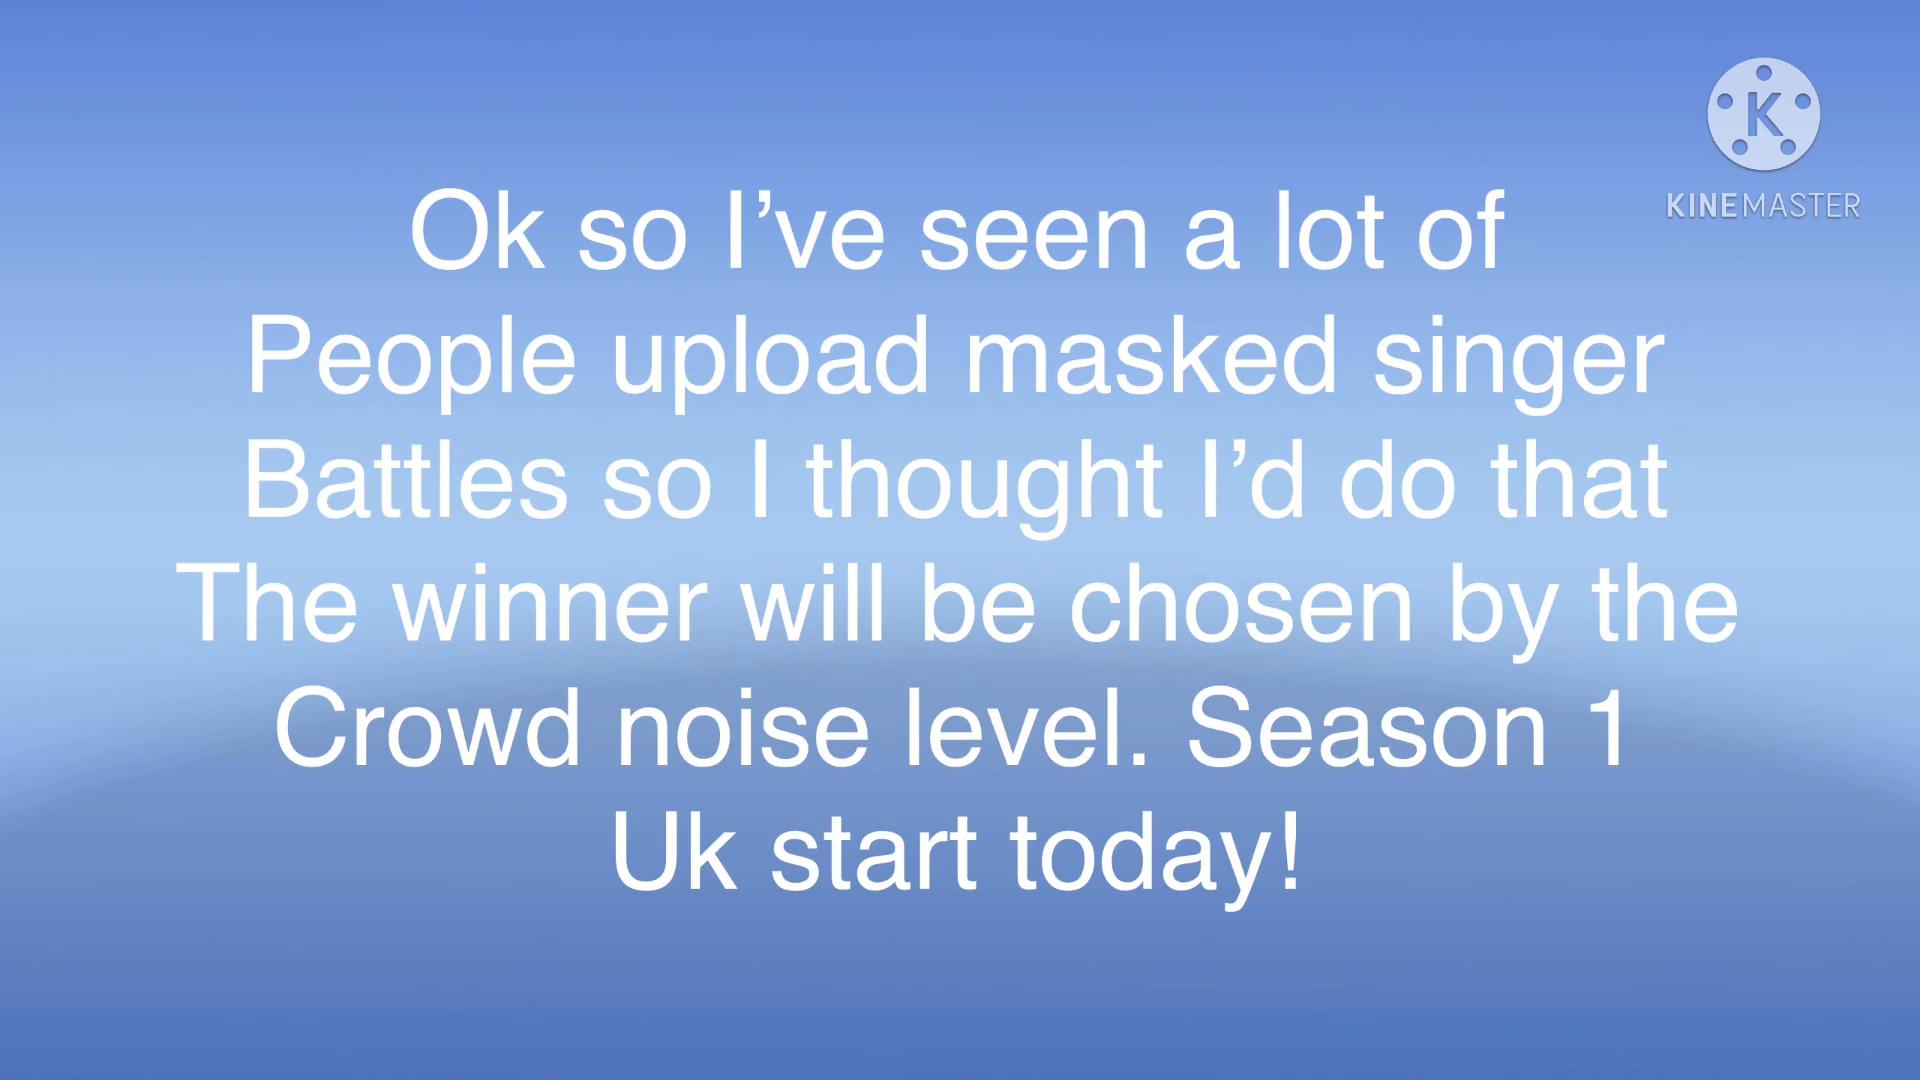 K
KINEMASTER
Ok so I’ve seen a lot of
People upload masked singer
Battles so I thought I’d do that
The winner will be chosen by the
Crowd noise level. Season 1
Uk start today!